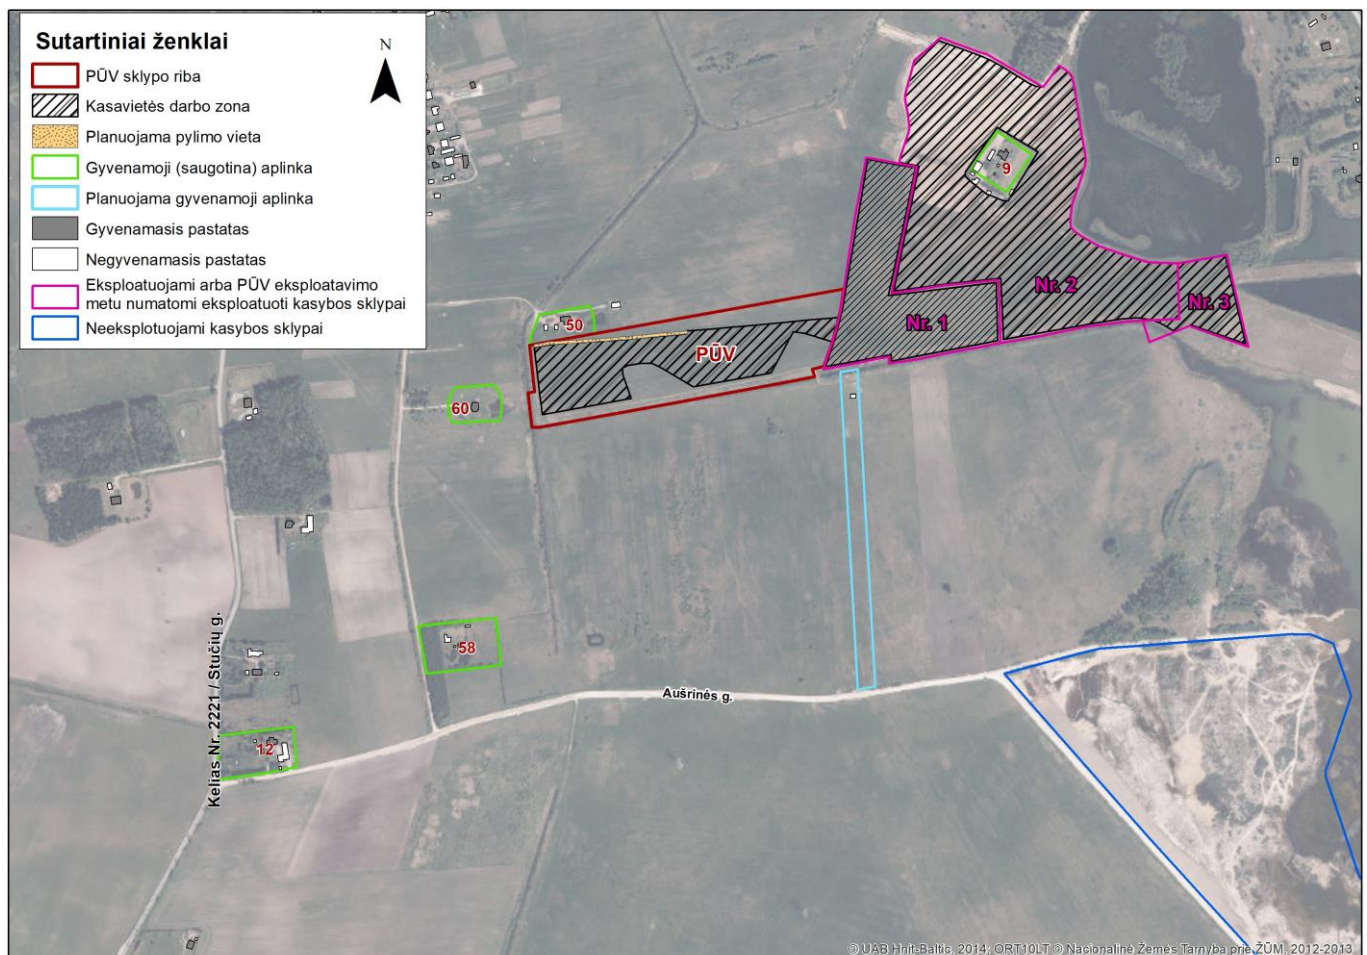 Sutartiniai ženklai
N
PŪV sklypo riba
Kasavietės darbo zona
Planuojama pylimo vieta
Gyvenamoji (saugotina) aplinka
Planuojama gyvenamoji aplinka
Gyvenamasis pastatas
Negyvenamasis pastatas
Eksploatuojami arba PŪV eksploatavimo
metu numatomi eksploatuoti kasybos sklypai
Neeksplotuojami kasybos sklypai
9
Nr. 2
Nr. 3
Nr. 1
50
PŪV
60
58
Aušrinės g.
12
Kelias Nr. 2221 / Stučių g.
© UAB Hnit-Baltic, 2014; ORT10LT © Nacionalinė Žemės Tarnyba prie ŽŪM, 2012-2013